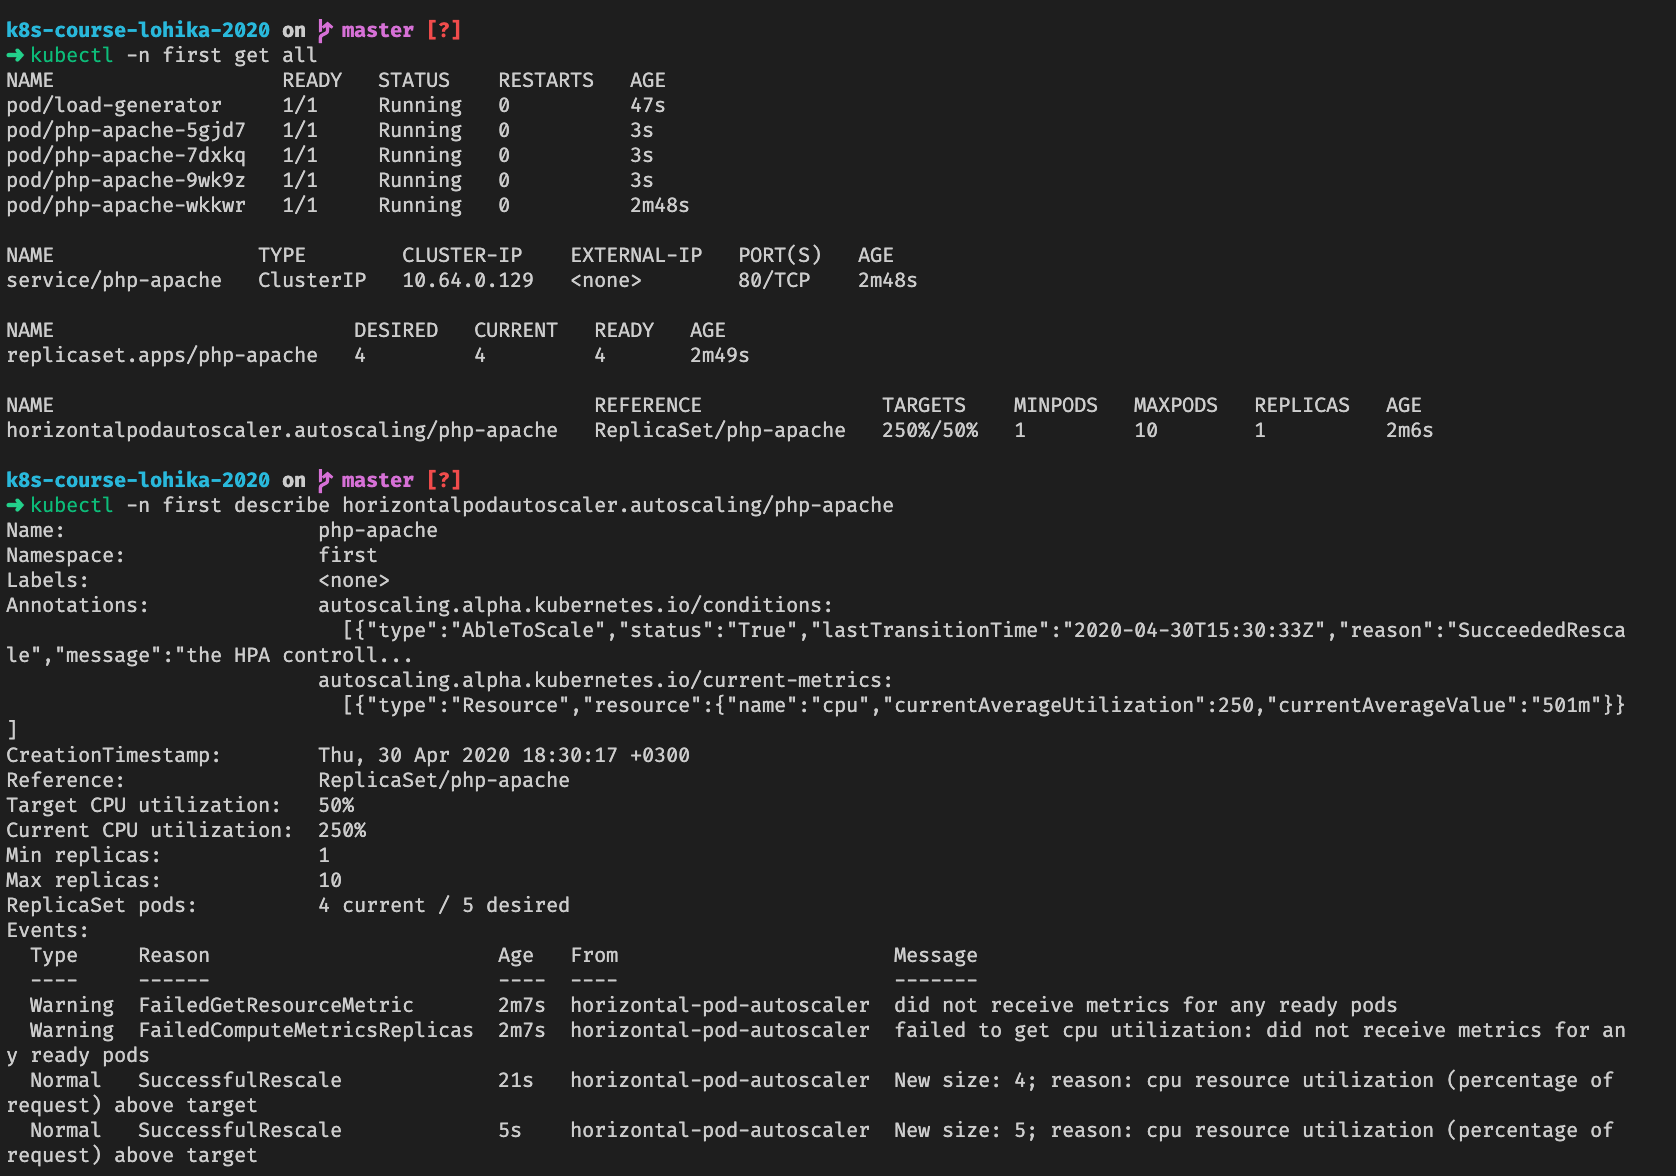 k8s-course-lohika-2020 on master [?]
➜ kubectl -n first get all
NAME                   READY   STATUS    RESTARTS   AGE
pod/load-generator     1/1     Running   0          47s
pod/php-apache-5gjd7   1/1     Running   0          3s
pod/php-apache-7dxkq   1/1     Running   0          3s
pod/php-apache-9wk9z   1/1     Running   0          3s
pod/php-apache-wkkwr   1/1     Running   0          2m48s
NAME                 TYPE        CLUSTER-IP    EXTERNAL-IP   PORT(S)   AGE
service/php-apache   ClusterIP   10.64.0.129   <none>        80/TCP    2m48s
NAME                         DESIRED   CURRENT   READY   AGE
replicaset.apps/php-apache   4         4         4       2m49s
NAME                                             REFERENCE               TARGETS    MINPODS   MAXPODS   REPLICAS   AGE
horizontalpodautoscaler.autoscaling/php-apache   ReplicaSet/php-apache   250%/50%   1         10        1          2m6s
k8s-course-lohika-2020 on master [?]
➜ kubectl -n first describe horizontalpodautoscaler.autoscaling/php-apache
Name:                     php-apache
Namespace:                first
Labels:                   <none>
Annotations:              autoscaling.alpha.kubernetes.io/conditions:
                            [{"type":"AbleToScale","status":"True","lastTransitionTime":"2020-04-30T15:30:33Z","reason":"SucceededResca
le","message":"the HPA controll...
                          autoscaling.alpha.kubernetes.io/current-metrics:
                            [{"type":"Resource","resource":{"name":"cpu","currentAverageUtilization":250,"currentAverageValue":"501m"}}
]
CreationTimestamp:        Thu, 30 Apr 2020 18:30:17 +0300
Reference:                ReplicaSet/php-apache
Target CPU utilization:   50%
Current CPU utilization:  250%
Min replicas:             1
Max replicas:             10
ReplicaSet pods:          4 current / 5 desired
Events:
  Type     Reason                        Age   From                       Message
  ----     ------                        ----  ----                       -------
  Warning  FailedGetResourceMetric       2m7s  horizontal-pod-autoscaler  did not receive metrics for any ready pods
  Warning  FailedComputeMetricsReplicas  2m7s  horizontal-pod-autoscaler  failed to get cpu utilization: did not receive metrics for an
y ready pods
  Normal   SuccessfulRescale             21s   horizontal-pod-autoscaler  New size: 4; reason: cpu resource utilization (percentage of
request) above target
  Normal   SuccessfulRescale             5s    horizontal-pod-autoscaler  New size: 5; reason: cpu resource utilization (percentage of
request) above target